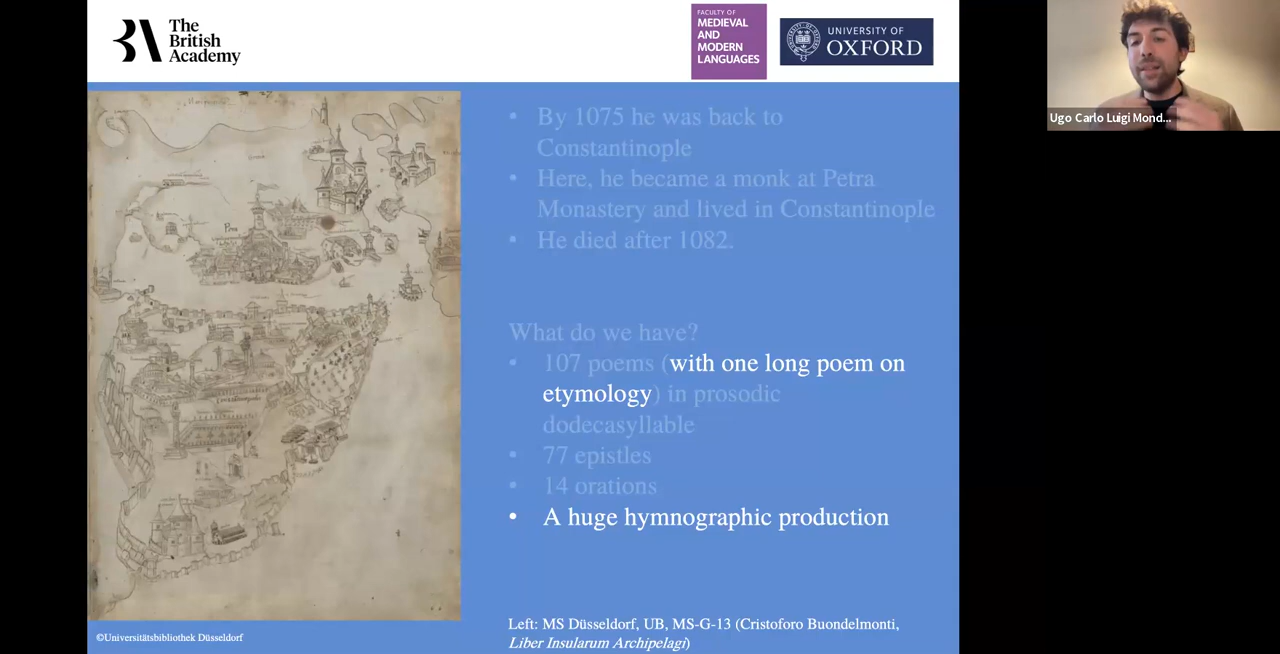 The
British
Academy
FACULTY OF
MEDIEVAL
AND
MODERN
LANGUAGES
UNIVERSITY OF
OXFORD
Ugo Carlo Luigi Mond...
• By 1075 he was back to
Constantinople
• Here, he became a monk at Petra
Monastery and lived in Constantinople
• He died after 1082.
What do we have?
• 107 poems (with one long poem on
etymology) in prosodic
dodecasyllable
• 77 epistles
• 14 orations
• A huge hymnographic production
Left: MS Düsseldorf, UB, MS-G-13 (Cristoforo Buondelmonti,
Liber Insularum Archipelagi)
©Universitätsbibliothek Düsseldorf